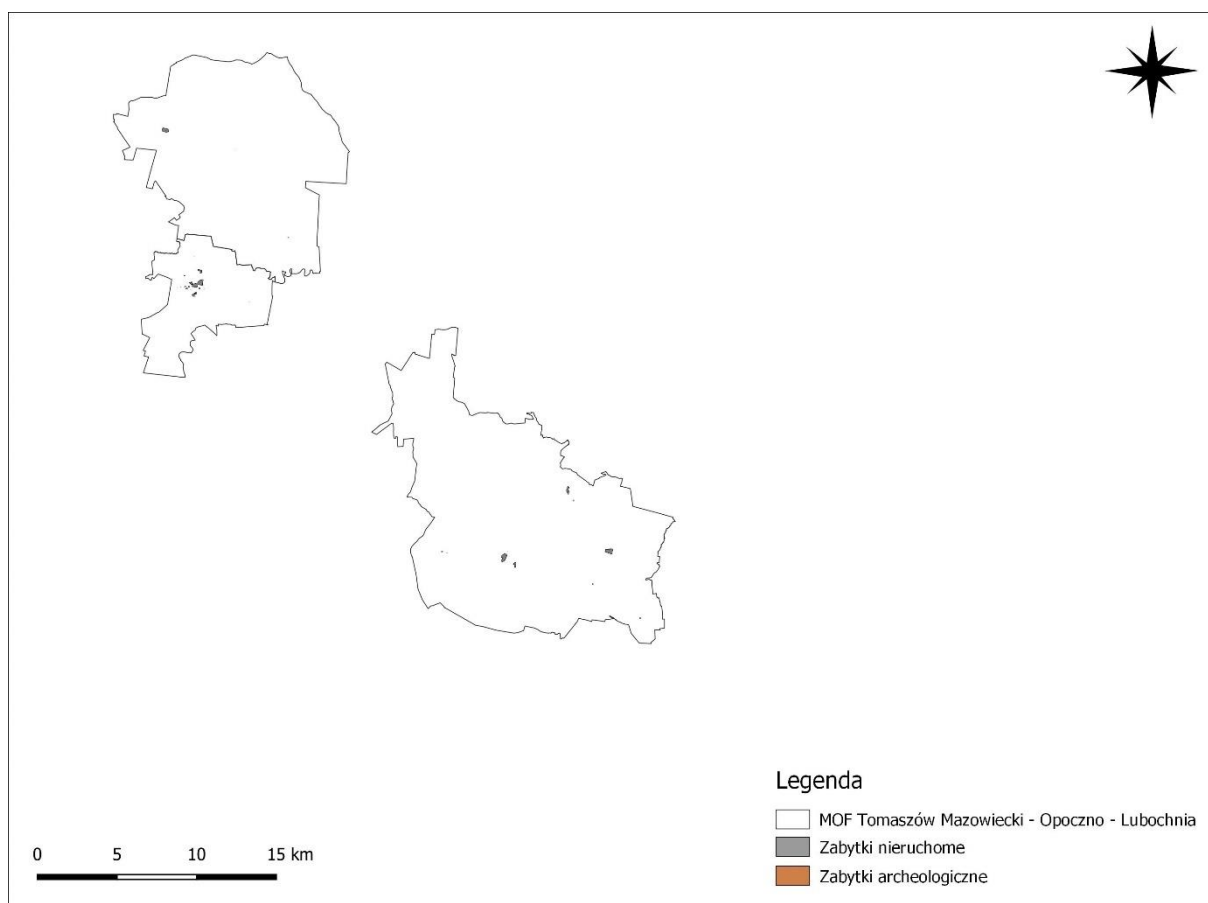 Legenda
MOF Tomaszów Mazowiecki - Opoczno - Lubochnia
Zabytki nieruchome
Zabytki archeologiczne
0 5 10 15 km